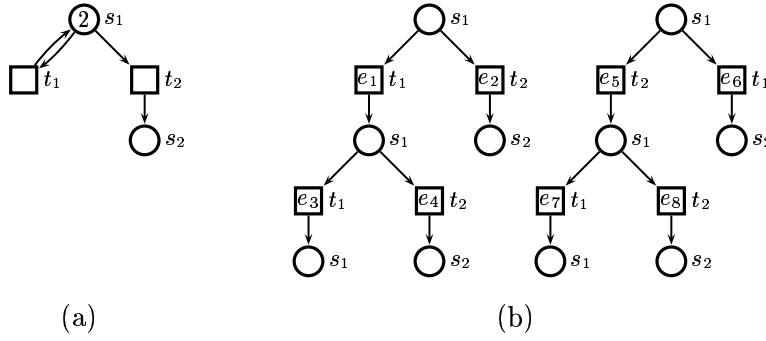 2 s₁ s₁ s₁
t₁ t₂ e₁ t₁ e₂ t₂ e₅ t₂ e₆ t₁
s₂ s₁ s₂ s₁ s₂
e₃ t₁ e₄ t₂ e₇ t₁ e₈ t₂
s₁ s₂ s₁ s₂
(a) (b)